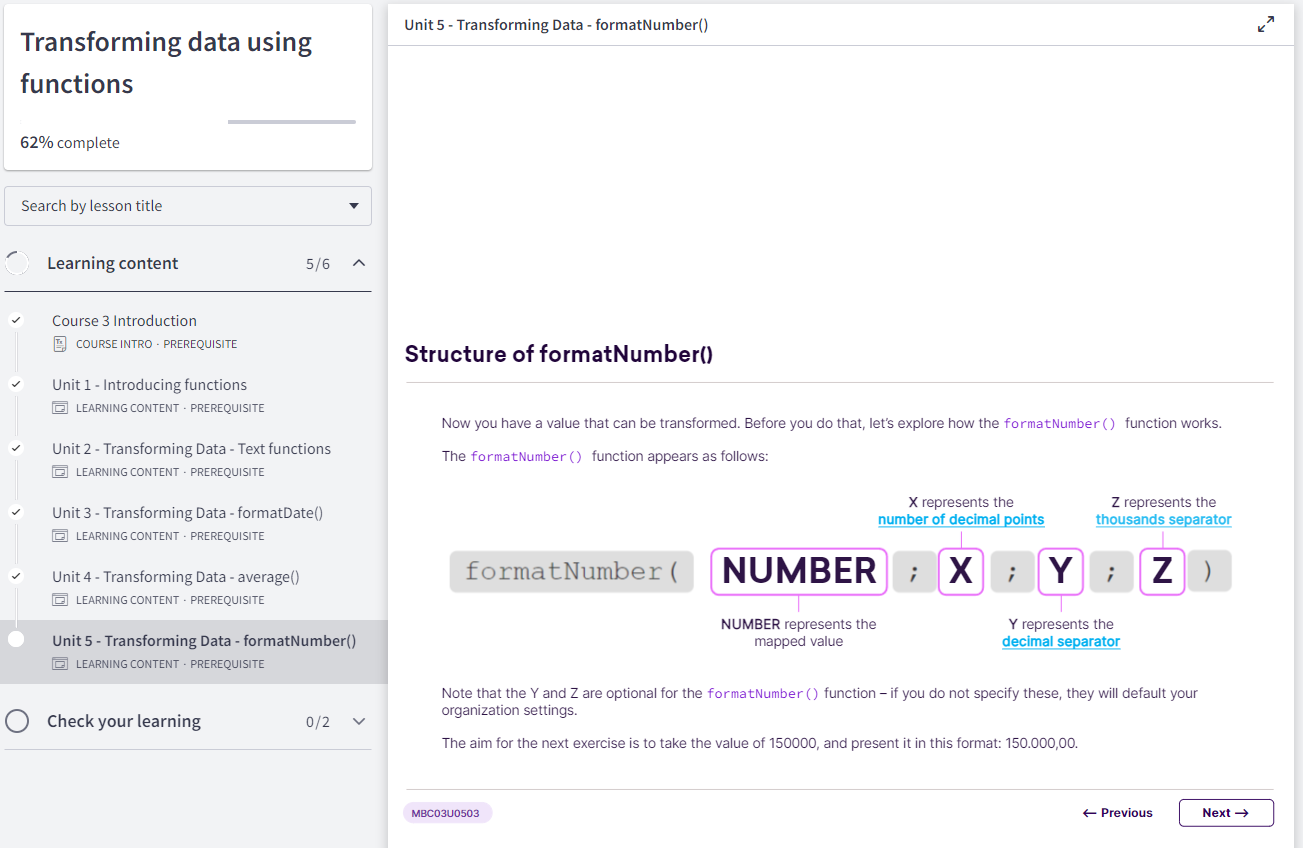 Transforming data using
functions
62% complete
Search by lesson title
Learning content 5/6
Course 3 Introduction
COURSE INTRO · PREREQUISITE
Unit 1 - Introducing functions
LEARNING CONTENT · PREREQUISITE
Unit 2 - Transforming Data - Text functions
LEARNING CONTENT · PREREQUISITE
Unit 3 - Transforming Data - formatDate()
LEARNING CONTENT · PREREQUISITE
Unit 4 - Transforming Data - average()
LEARNING CONTENT · PREREQUISITE
Unit 5 - Transforming Data - formatNumber()
LEARNING CONTENT · PREREQUISITE
Check your learning 0/2
Unit 5 - Transforming Data - formatNumber()
Structure of formatNumber()
Now you have a value that can be transformed. Before you do that, let's explore how the formatNumber() function works.
The formatNumber() function appears as follows:
X represents the
number of decimal points
Z represents the
thousands separator
formatNumber( NUMBER ; X ; Y ; Z )
NUMBER represents the
mapped value
Y represents the
decimal separator
Note that the Y and Z are optional for the formatNumber() function – if you do not specify these, they will default your
organization settings.
The aim for the next exercise is to take the value of 150000, and present it in this format: 150.000,00.
MBC03U0503
← Previous
Next →